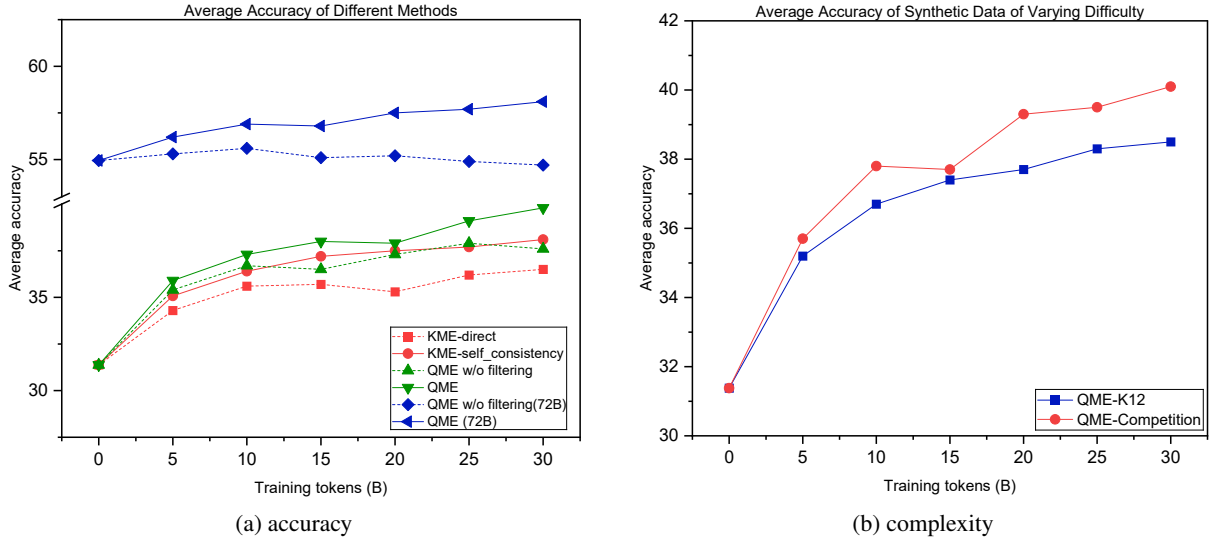 Average Accuracy of Different Methods
60
55
35
30
Average accuracy
0 5 10 15 20 25 30
Training tokens (B)
KME-direct
KME-self_consistency
QME w/o filtering
QME
QME w/o filtering(72B)
QME (72B)
(a) accuracy
Average Accuracy of Synthetic Data of Varying Difficulty
42
40
38
36
34
32
30
Average accuracy
0 5 10 15 20 25 30
Training tokens (B)
QME-K12
QME-Competition
(b) complexity